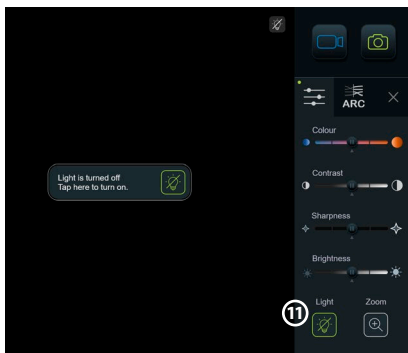 Light is turned off
Tap here to turn on.
ARC
Colour
Contrast
Sharpness
Brightness
Light
Zoom
11